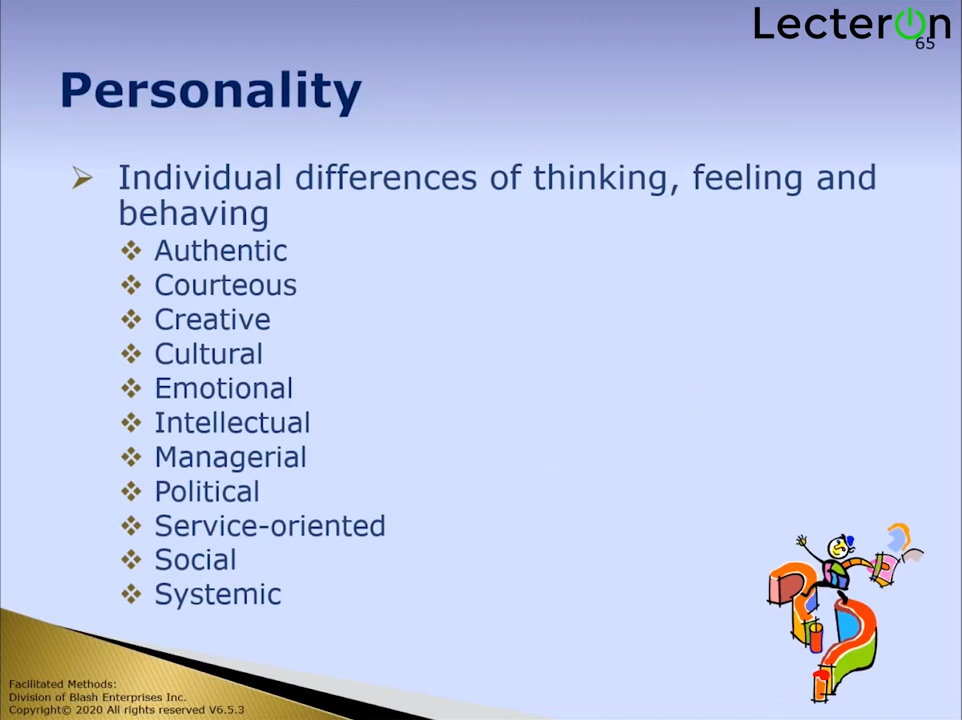 Lecteron
65
Personality
Individual differences of thinking, feeling and
behaving
Authentic
Courteous
Creative
Cultural
Emotional
Intellectual
Managerial
Political
Service-oriented
Social
Systemic
Facilitated Methods:
Division of Blash Enterprises Inc.
Copyright© 2020 All rights reserved V6.5.3